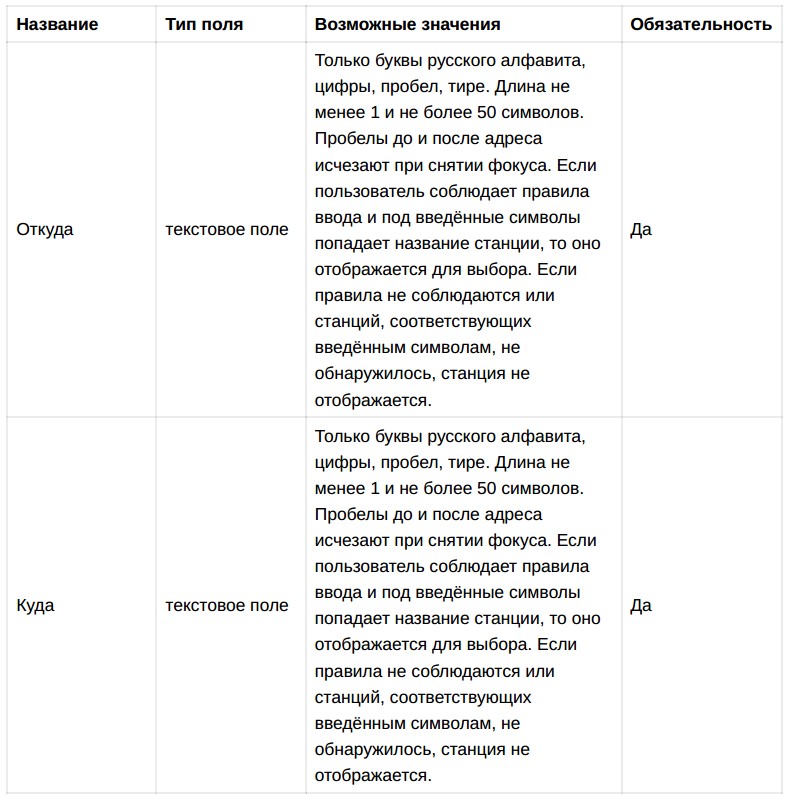 Название Тип поля Возможные значения Обязательность
Только буквы русского алфавита,
цифры, пробел, тире. Длина не
менее 1 и не более 50 символов.
Пробелы до и после адреса
исчезают при снятии фокуса. Если
пользователь соблюдает правила
Откуда текстовое поле ввода и под введённые символы Да
попадает название станции, то оно
отображается для выбора. Если
правила не соблюдаются или
станций, соответствующих
введённым символам, не
обнаружилось, станция не
отображается.
Только буквы русского алфавита,
цифры, пробел, тире. Длина не
менее 1 и не более 50 символов.
Пробелы до и после адреса
исчезают при снятии фокуса. Если
пользователь соблюдает правила
Куда текстовое поле ввода и под введённые символы Да
попадает название станции, то оно
отображается для выбора. Если
правила не соблюдаются или
станций, соответствующих
введённым символам, не
обнаружилось, станция не
отображается.